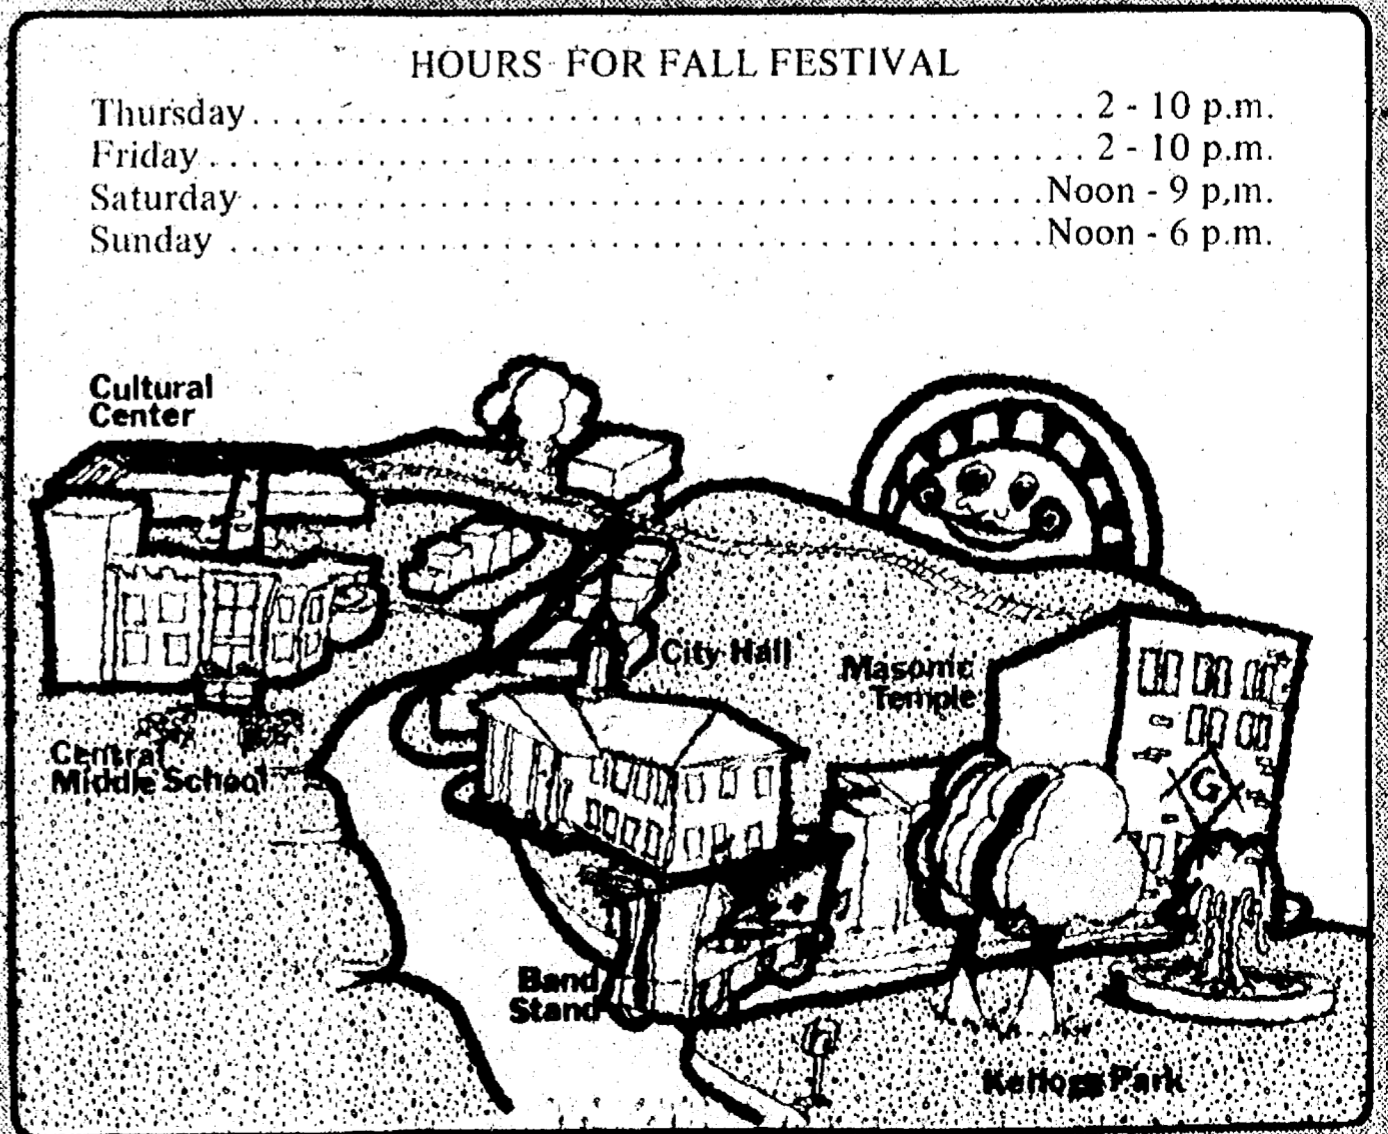 HOURS FOR FALL FESTIVAL
Thursday . . . . . . . . . . . . . . . . . . . . . . . . . . . . . . . . . . . . . . . 2 - 10 p.m.
Friday . . . . . . . . . . . . . . . . . . . . . . . . . . . . . . . . . . . . . . . . . 2 - 10 p.m.
Saturday . . . . . . . . . . . . . . . . . . . . . . . . . . . . . . . . . . . . . Noon - 9 p.m.
Sunday . . . . . . . . . . . . . . . . . . . . . . . . . . . . . . . . . . . . . . Noon - 6 p.m.
Cultural
Center
City Hall
Masonic
Temple
Central
Middle School
G
Band
Stand
Kellogg Park